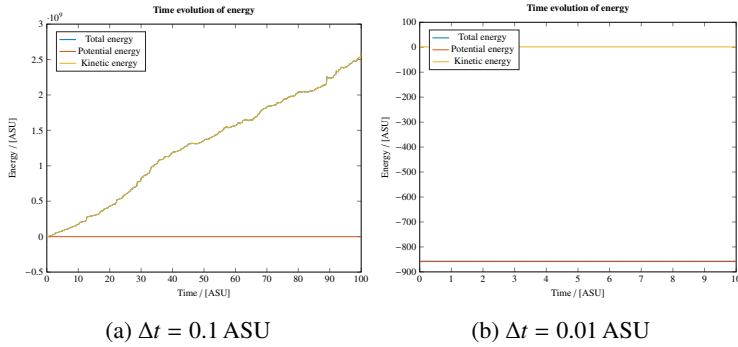 Time evolution of energy
×10⁹
3
2.5
2
1.5
1
0.5
0
-0.5
Energy / [ASU]
Total energy
Potential energy
Kinetic energy
0 10 20 30 40 50 60 70 80 90 100
Time / [ASU]
(a) Δt = 0.1 ASU
Time evolution of energy
100
0
-100
-200
-300
-400
-500
-600
-700
-800
-900
Energy / [ASU]
Total energy
Potential energy
Kinetic energy
0 1 2 3 4 5 6 7 8 9 10
Time / [ASU]
(b) Δt = 0.01 ASU